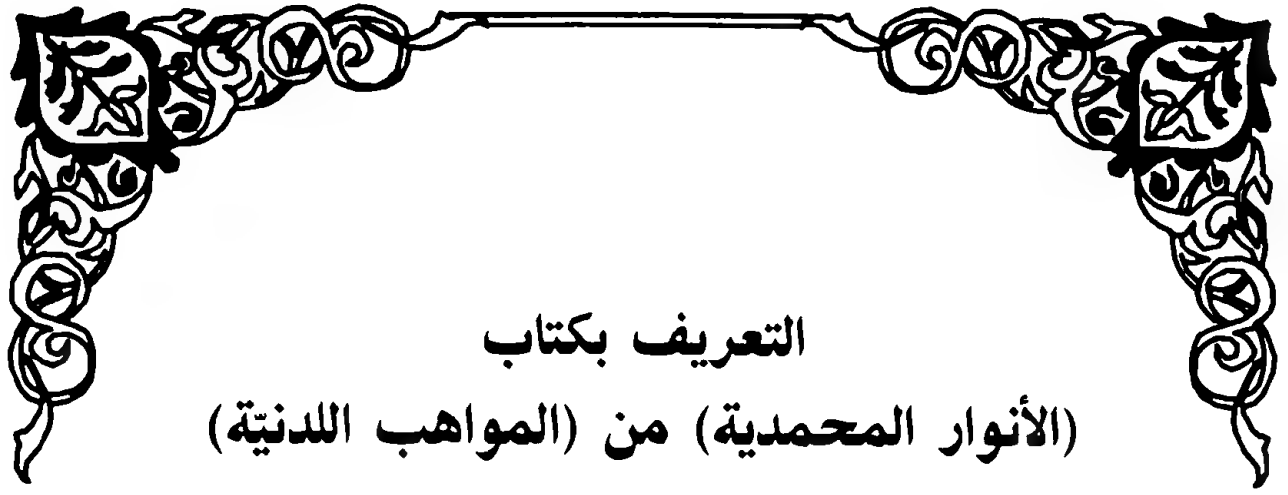 التعريف بكتاب
(الأنوار المحمدية) من (المواهب اللدنيّة)